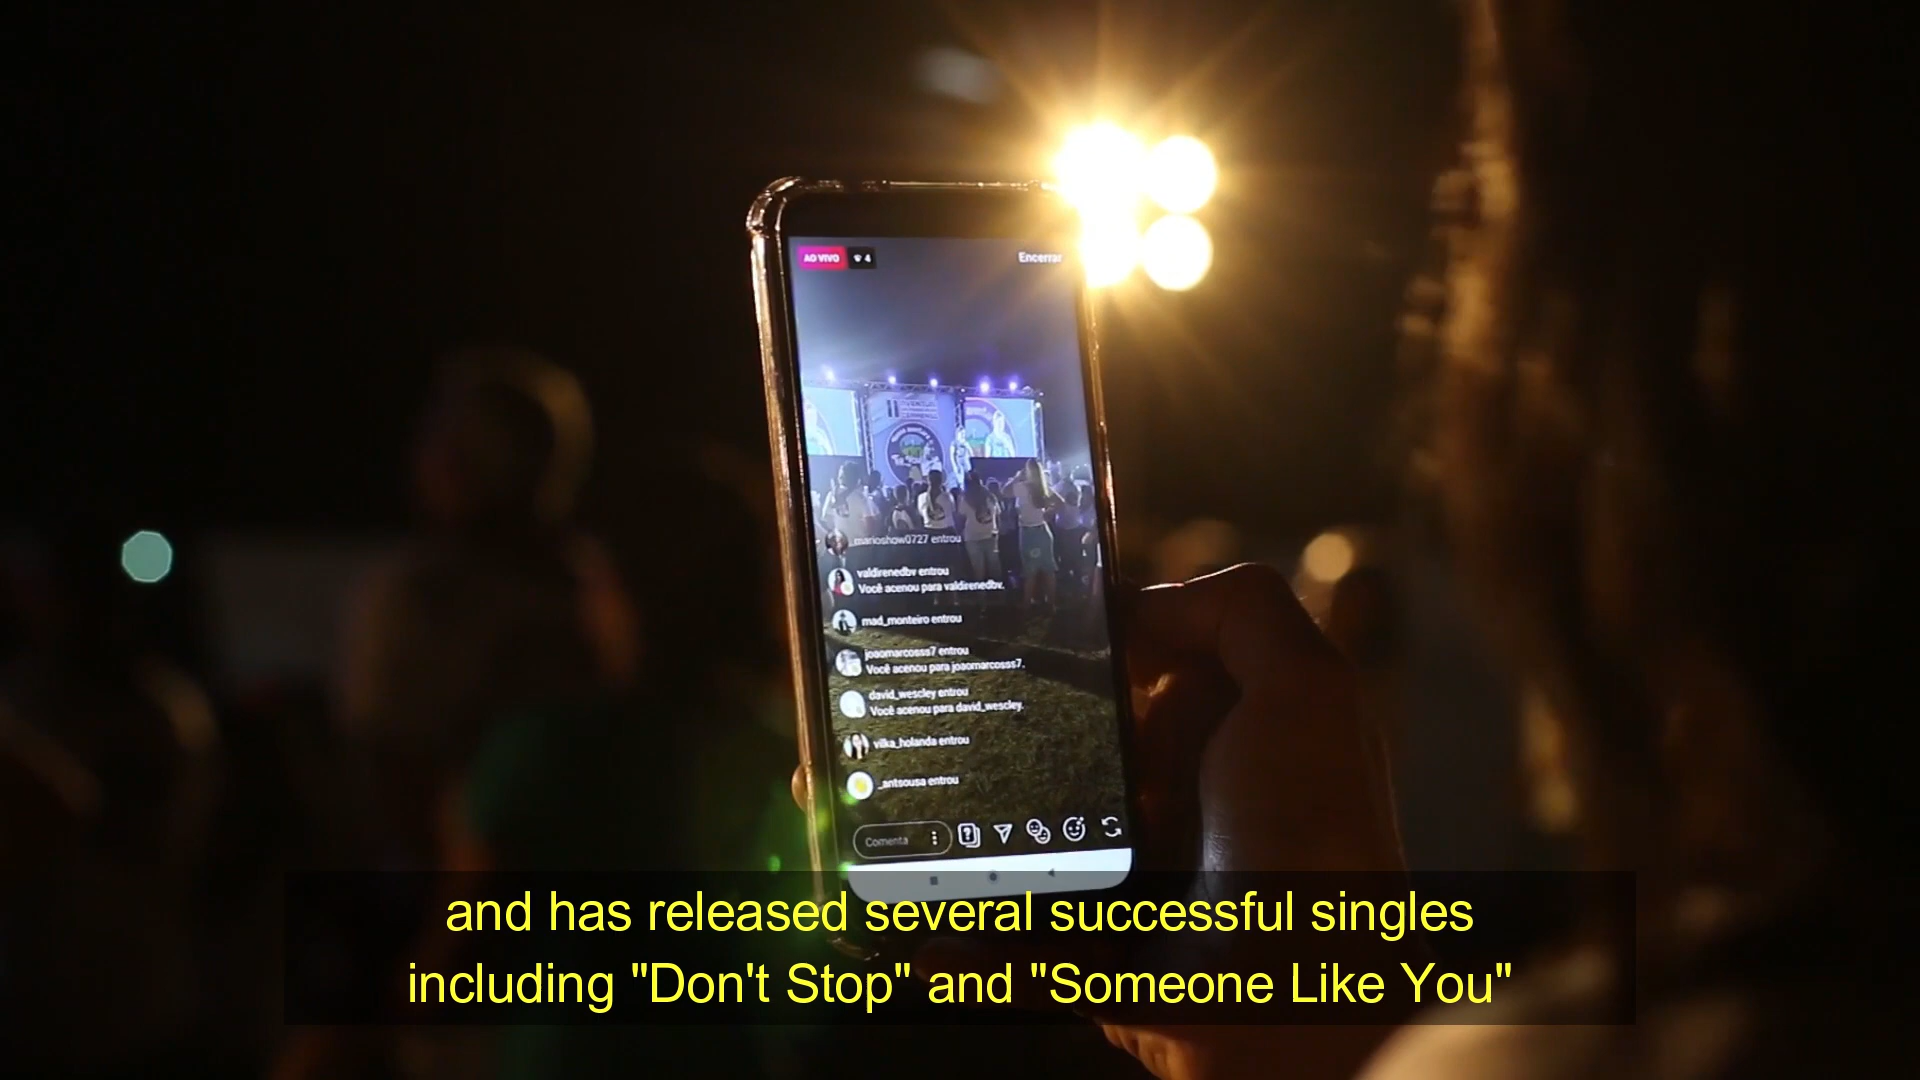 AO VIVO
4
Encerrar
_marioshow0727 entrou
valdirenedbv entrou
Você acenou para valdirenedbv.
mad_monteiro entrou
joaomarcosss7 entrou
Você acenou para joaomarcosss7.
david_wescley entrou
Você acenou para david_wescley.
vilka_holanda entrou
_antsousa entrou
Comenta
and has released several successful singles
including "Don't Stop" and "Someone Like You"